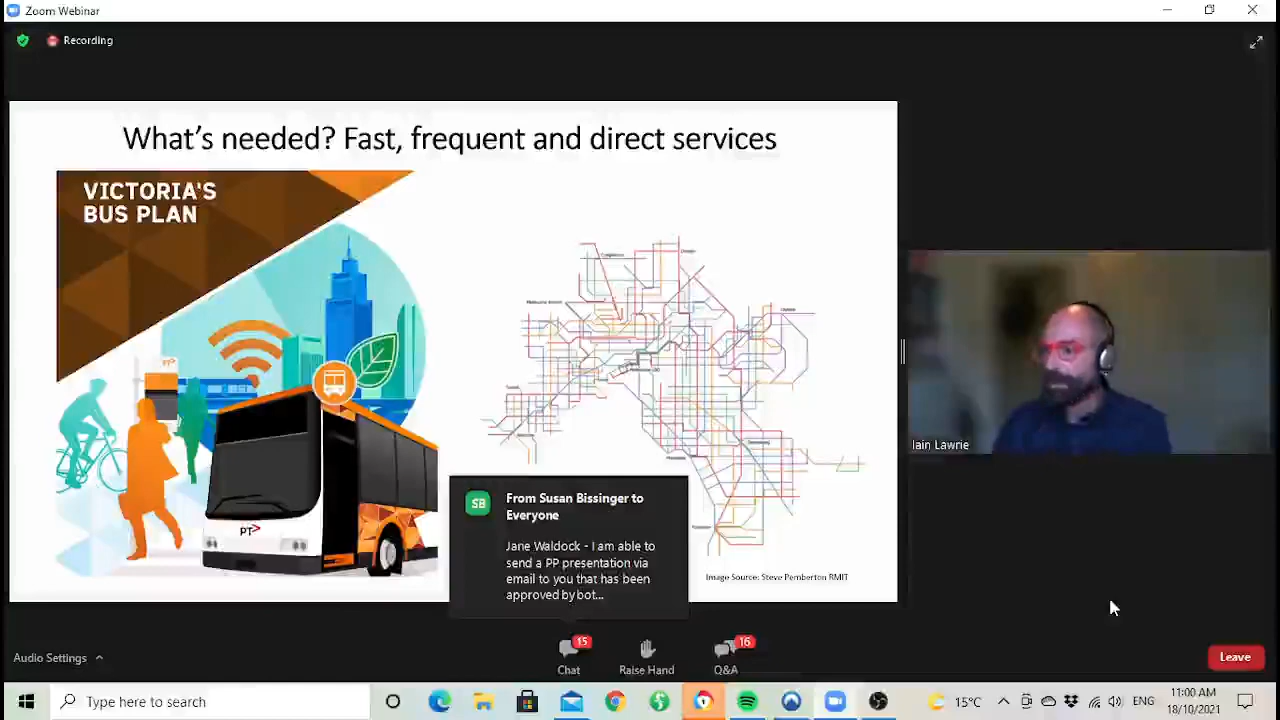 Zoom Webinar
Recording
What's needed? Fast, frequent and direct services
VICTORIA'S
BUS PLAN
PT
PT
Melbourne Airport
Iain Lawrie
SB
From Susan Bissinger to
Everyone
Jane Waldock - I am able to
send a PP presentation via
email to you that has been
approved by bot...
Image Source: Steve Pemberton RMIT
Audio Settings
15
Chat
Raise Hand
16
Q&A
Leave
Type here to search
15°C
ENG
11:00 AM
18/10/2021